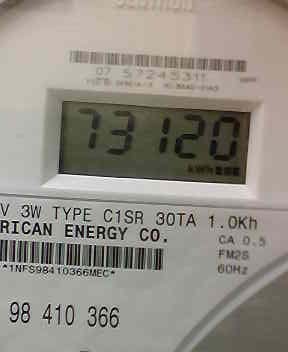 07 57245311
73120
kWh
V 3W TYPE C1SR 30TA 1.0Kh
RICAN ENERGY CO.
CA 0.5
FM2S
60Hz
*1NFS98410366MEC*
98 410 366